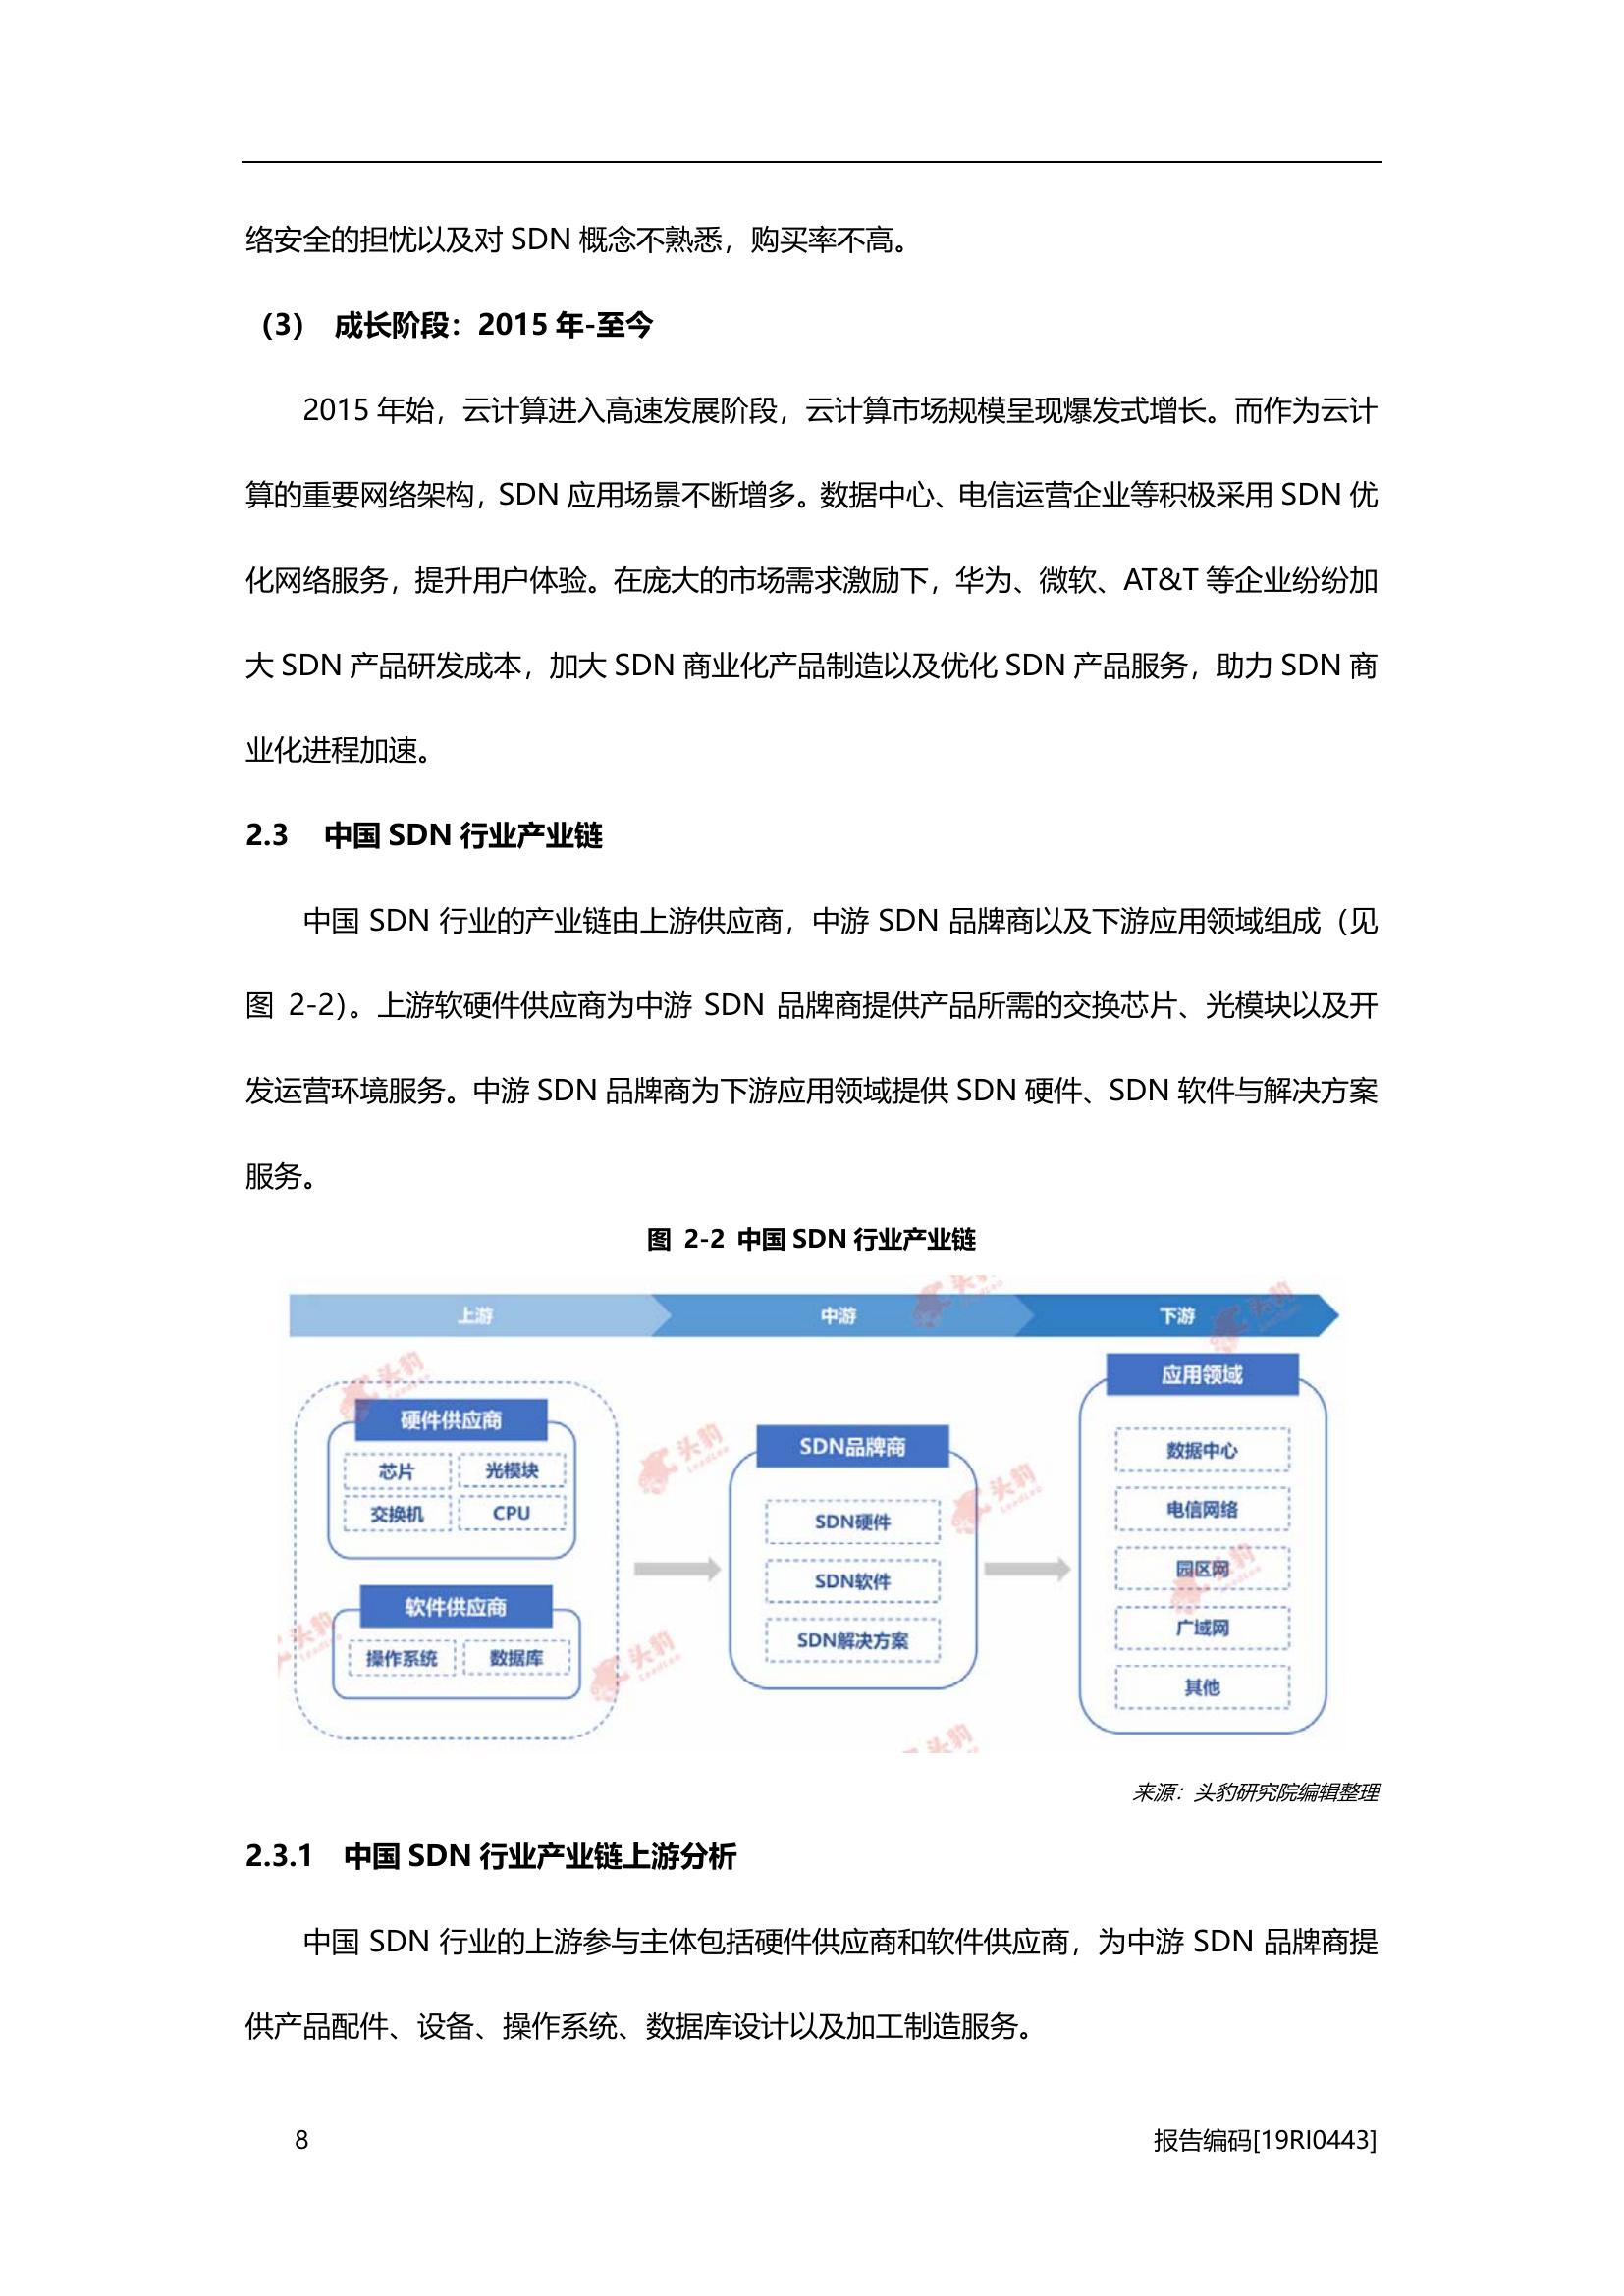 络安全的担忧以及对 SDN 概念不熟悉，购买率不高。
（3） 成长阶段：2015 年-至今
2015 年始，云计算进入高速发展阶段，云计算市场规模呈现爆发式增长。而作为云计
算的重要网络架构，SDN 应用场景不断增多。数据中心、电信运营企业等积极采用 SDN 优
化网络服务，提升用户体验。在庞大的市场需求激励下，华为、微软、AT&T 等企业纷纷加
大 SDN 产品研发成本，加大 SDN 商业化产品制造以及优化 SDN 产品服务，助力 SDN 商
业化进程加速。
2.3 中国 SDN 行业产业链
中国 SDN 行业的产业链由上游供应商，中游 SDN 品牌商以及下游应用领域组成（见
图 2-2）。上游软硬件供应商为中游 SDN 品牌商提供产品所需的交换芯片、光模块以及开
发运营环境服务。中游 SDN 品牌商为下游应用领域提供 SDN 硬件、SDN 软件与解决方案
服务。
图 2-2 中国 SDN 行业产业链
上游 中游 下游
硬件供应商
芯片 光模块
交换机 CPU
软件供应商
操作系统 数据库
SDN品牌商
SDN硬件
SDN软件
SDN解决方案
应用领域
数据中心
电信网络
园区网
广域网
其他
头豹
LeadLeo
头豹
LeadLeo
头豹
LeadLeo
头豹
LeadLeo
头豹
LeadLeo
头豹
头豹
头豹
头豹
来源：头豹研究院编辑整理
2.3.1 中国 SDN 行业产业链上游分析
中国 SDN 行业的上游参与主体包括硬件供应商和软件供应商，为中游 SDN 品牌商提
供产品配件、设备、操作系统、数据库设计以及加工制造服务。
8 报告编码[19RI0443]